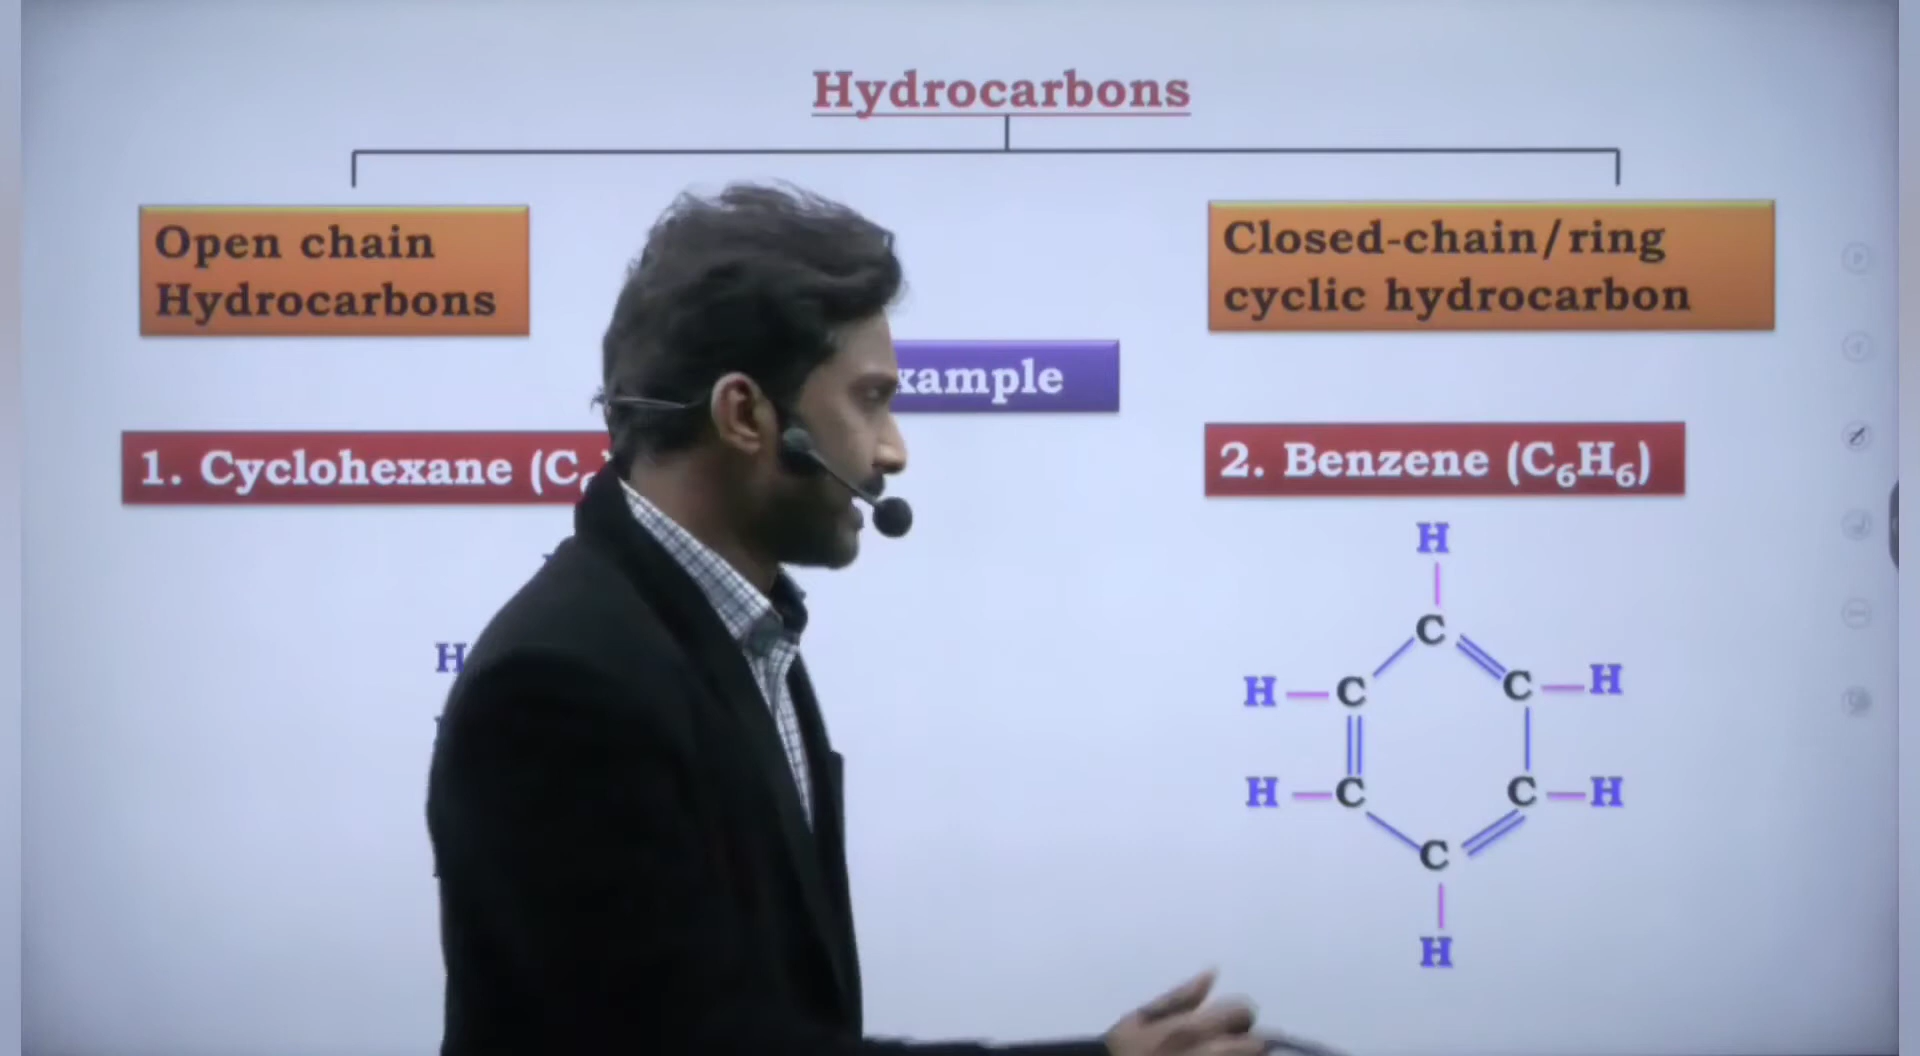 Hydrocarbons
Open chain
Hydrocarbons
Closed-chain/ring
cyclic hydrocarbon
xample
1. Cyclohexane (C
2. Benzene (C₆H₆)
H
H
C
H C C H
H C C H
C
H